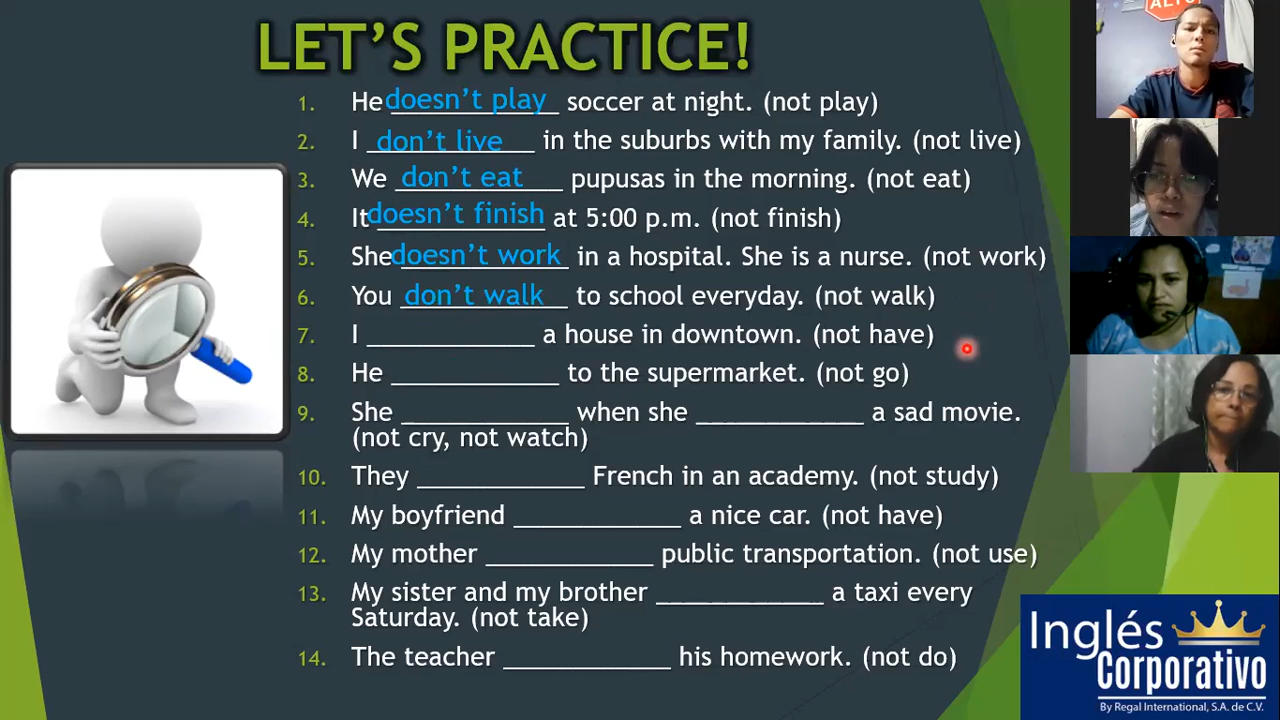 LET'S PRACTICE!
1. He doesn't play soccer at night. (not play)
2. I don't live in the suburbs with my family. (not live)
3. We don't eat pupusas in the morning. (not eat)
4. It doesn't finish at 5:00 p.m. (not finish)
5. She doesn't work in a hospital. She is a nurse. (not work)
6. You don't walk to school everyday. (not walk)
7. I ____________ a house in downtown. (not have)
8. He ____________ to the supermarket. (not go)
9. She ____________ when she ____________ a sad movie.
(not cry, not watch)
10. They ____________ French in an academy. (not study)
11. My boyfriend ____________ a nice car. (not have)
12. My mother ____________ public transportation. (not use)
13. My sister and my brother ____________ a taxi every
Saturday. (not take)
14. The teacher ____________ his homework. (not do)
ALTO
Inglés
Corporativo
By Regal International, S.A. de C.V.